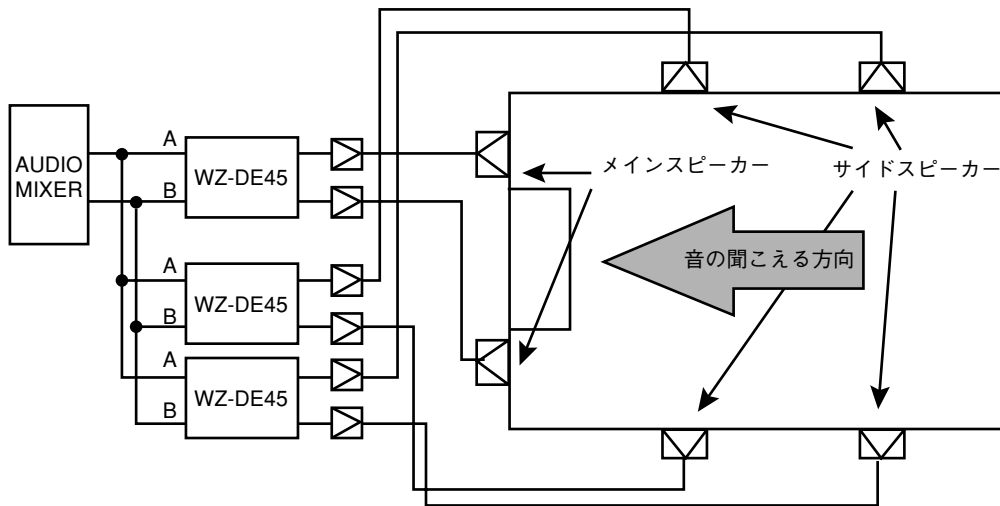 AUDIO
MIXER
A
B
WZ-DE45
A
B
WZ-DE45
A
B
WZ-DE45
メインスピーカー
サイドスピーカー
音の聞こえる方向